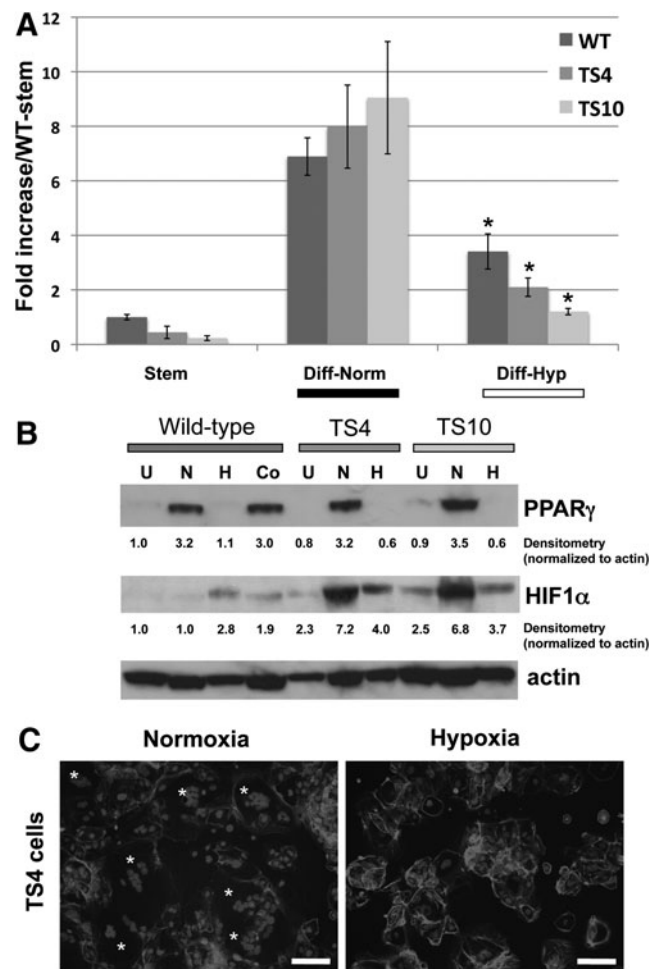 A
Fold increase/WT-stem
12
10
8
6
4
2
0
WT
TS4
TS10
* * *
Stem Diff-Norm Diff-Hyp
B
Wild-type TS4 TS10
U N H Co U N H U N H
PPARγ
1.0 3.2 1.1 3.0 0.8 3.2 0.6 0.9 3.5 0.6 Densitometry
(normalized to actin)
HIF1α
1.0 1.0 2.8 1.9 2.3 7.2 4.0 2.5 6.8 3.7 Densitometry
(normalized to actin)
actin
C
Normoxia Hypoxia
TS4 cells
* * * * * * *